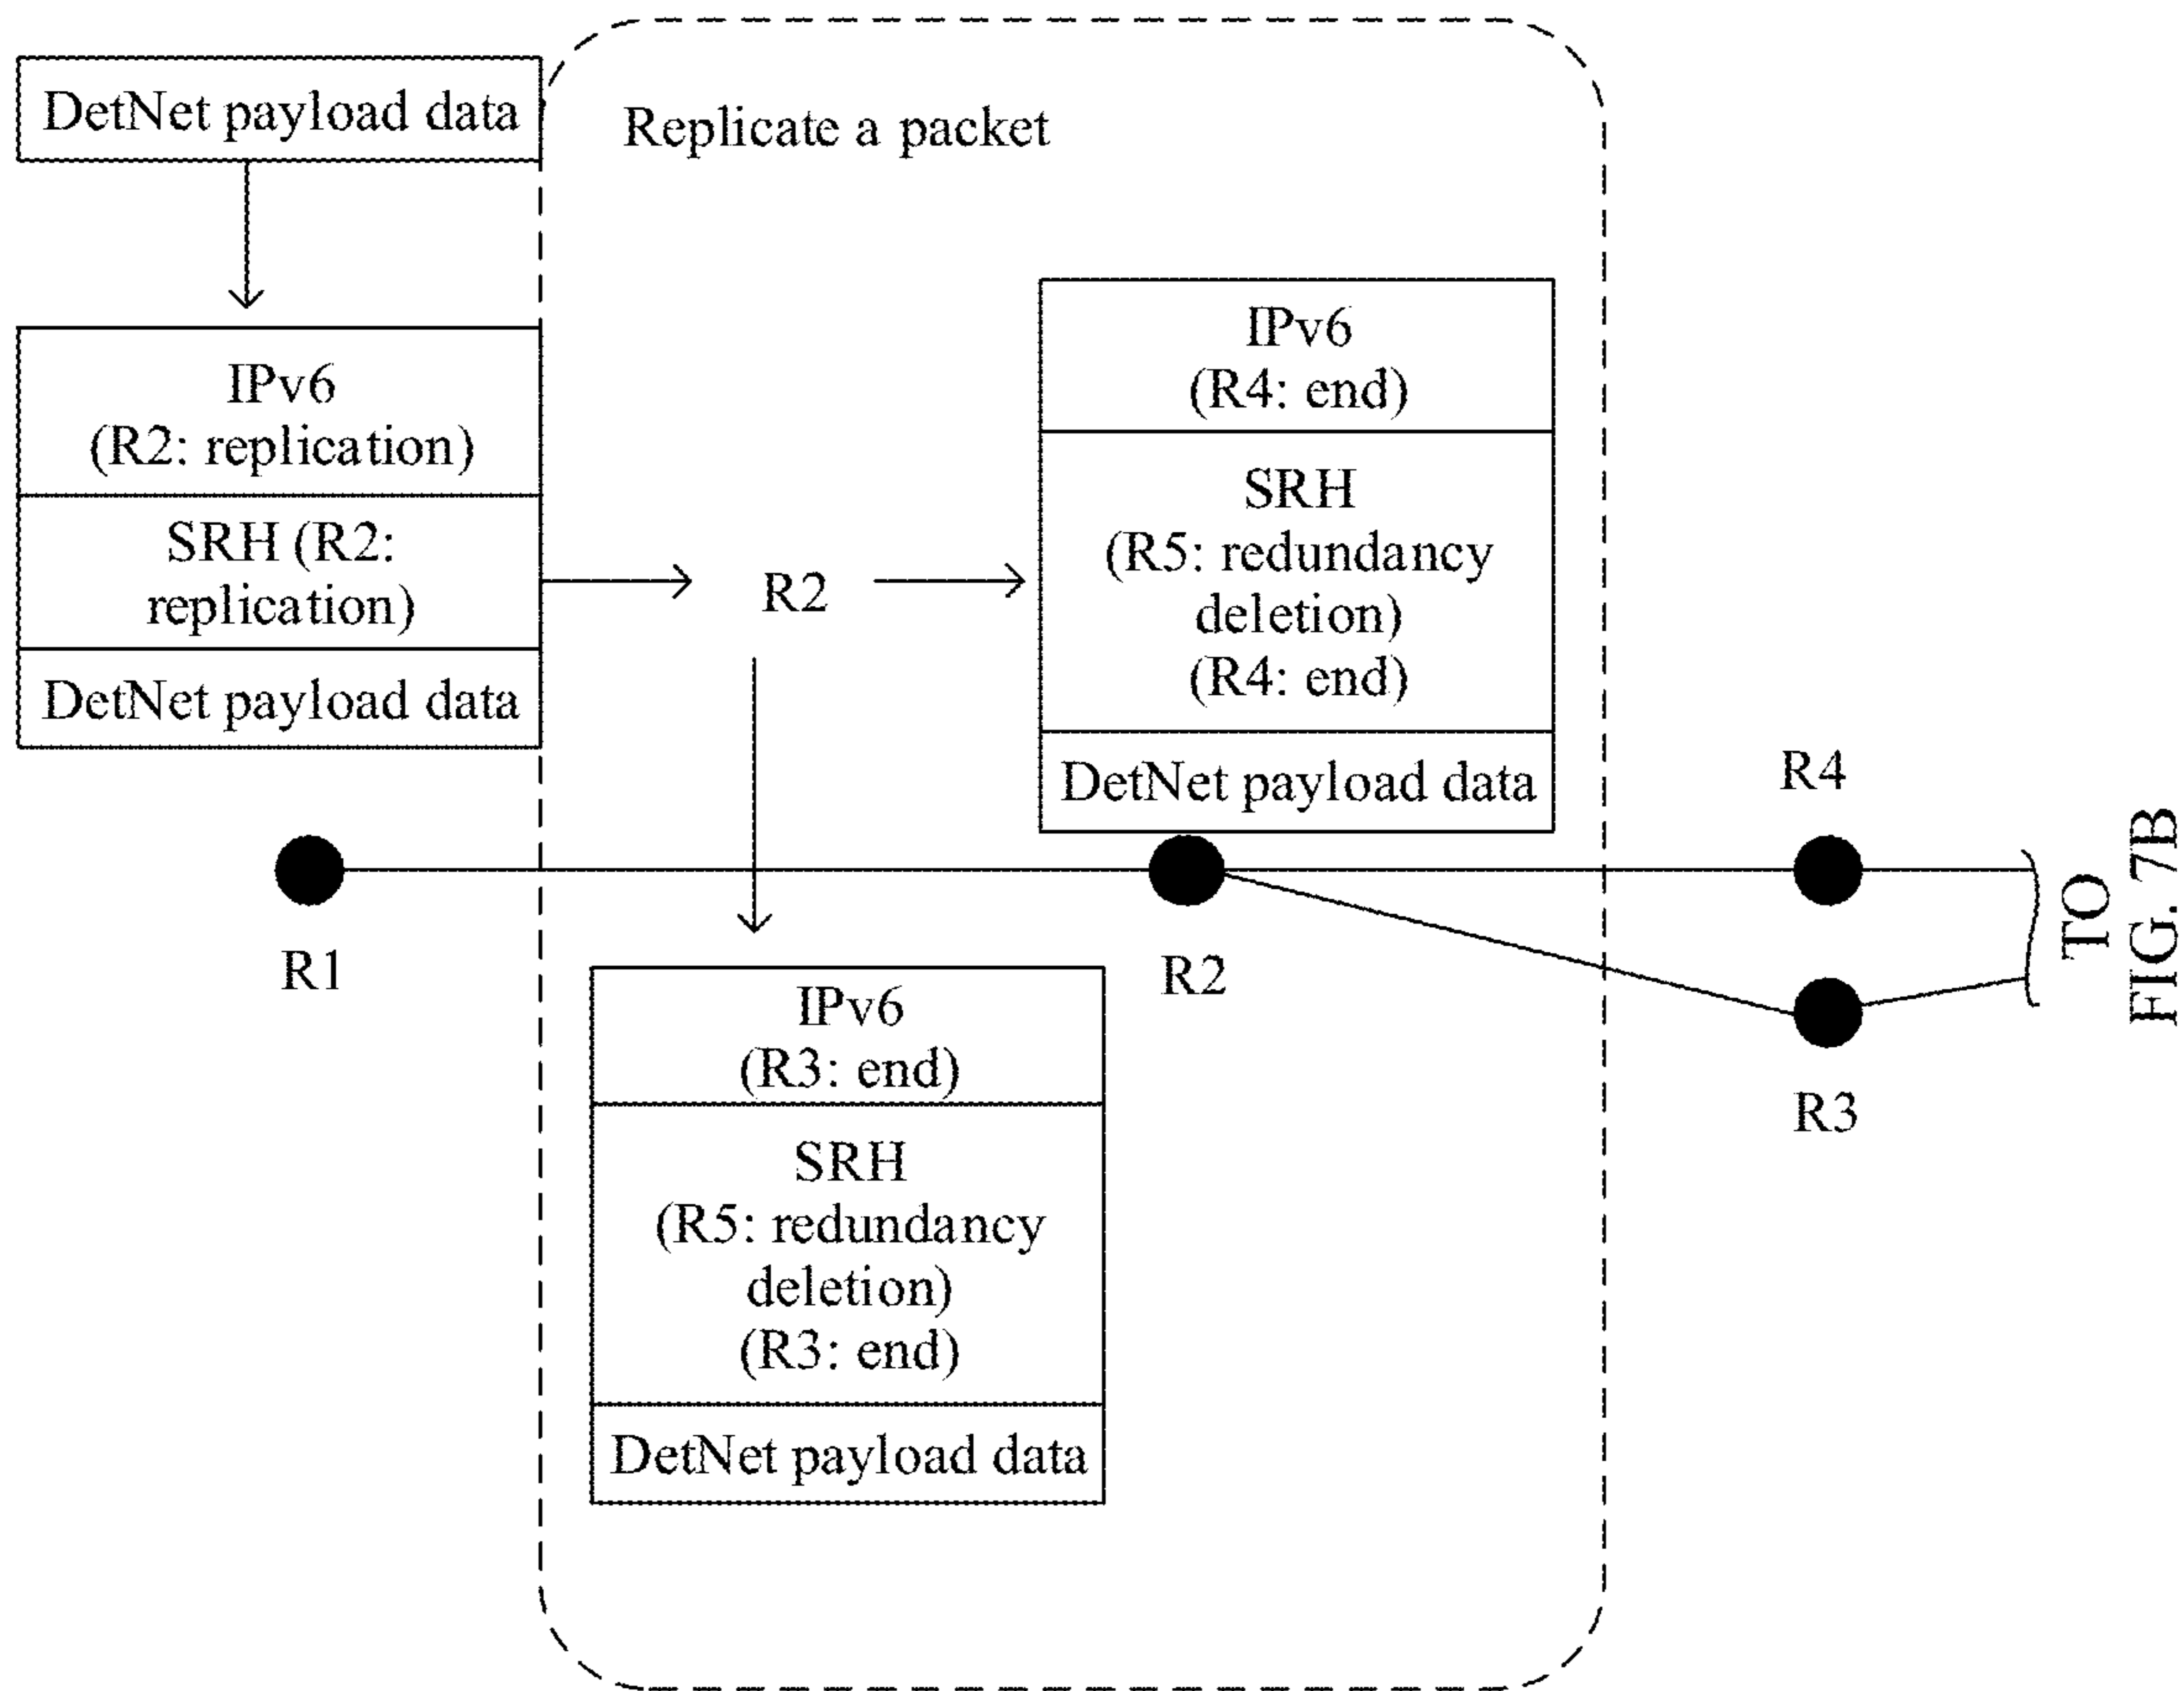 DetNet payload data
Replicate a packet
IPv6
(R2: replication)
SRH (R2:
replication)
DetNet payload data
R2
IPv6
(R4: end)
SRH
(R5: redundancy
deletion)
(R4: end)
DetNet payload data
R1
R2
R4
R3
TO
FIG. 7B
IPv6
(R3: end)
SRH
(R5: redundancy
deletion)
(R3: end)
DetNet payload data